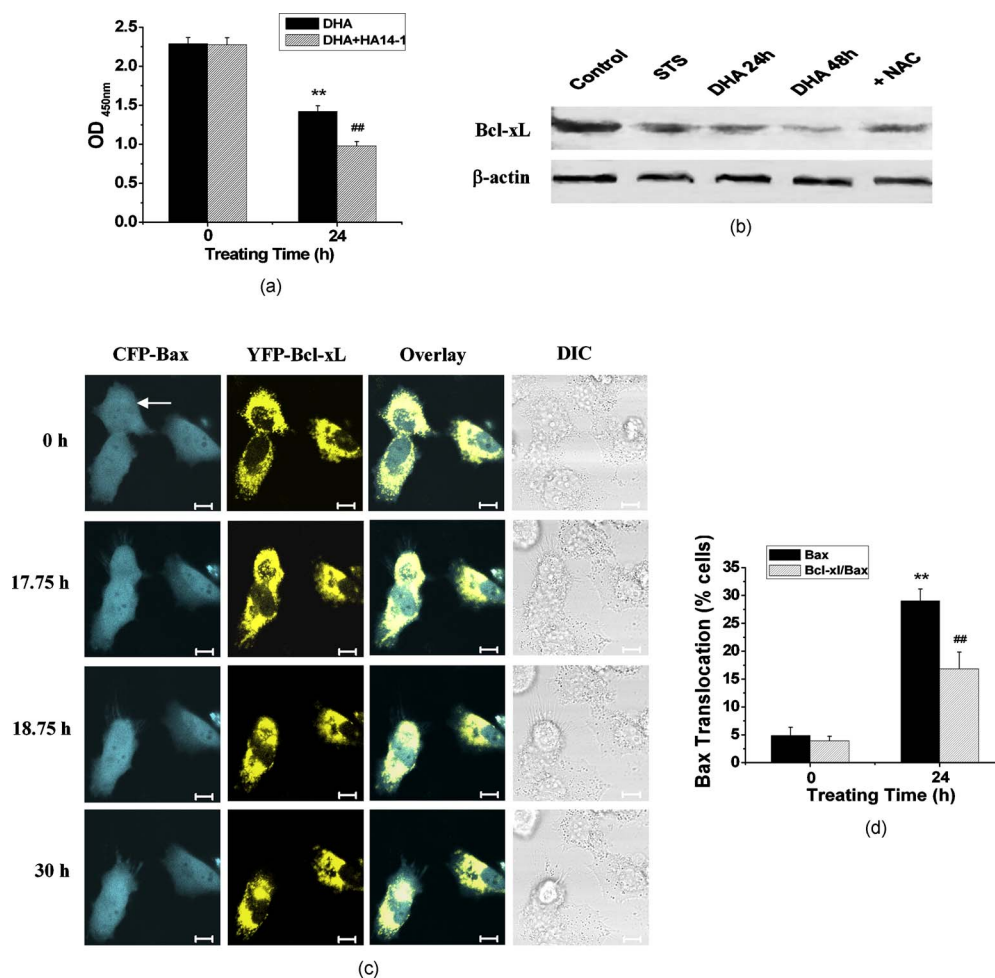 DHA
DHA+HA14-1
2.5
2.0
1.5
1.0
0.5
0.0
OD 450nm
**
##
0 24
Treating Time (h)
(a)
Control STS DHA 24h DHA 48h + NAC
Bcl-xL
β-actin
(b)
CFP-Bax YFP-Bcl-xL Overlay DIC
0 h
17.75 h
18.75 h
30 h
(c)
Bax
Bcl-xl/Bax
35
30
25
20
15
10
5
0
Bax Translocation (% cells)
**
##
0 24
Treating Time (h)
(d)